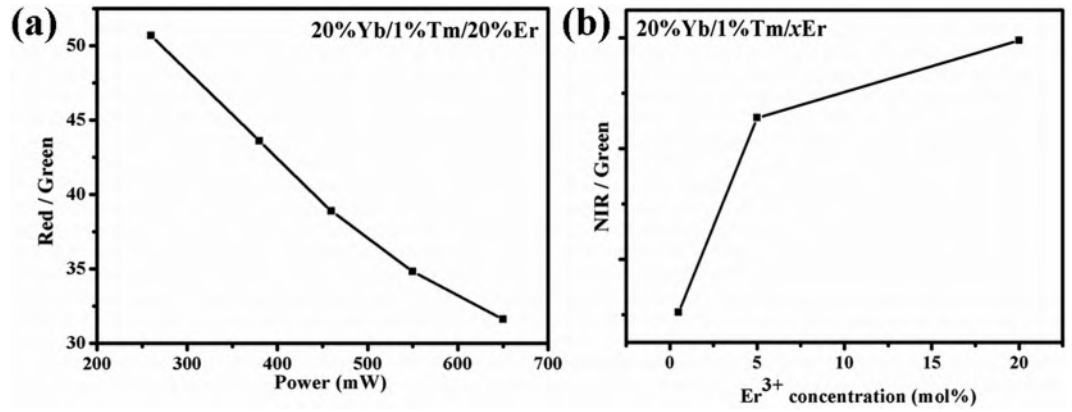 (a)
20%Yb/1%Tm/20%Er
50
45
40
35
30
Red / Green
200 300 400 500 600 700
Power (mW)
(b)
20%Yb/1%Tm/xEr
NIR / Green
0 5 10 15 20
Er³⁺ concentration (mol%)